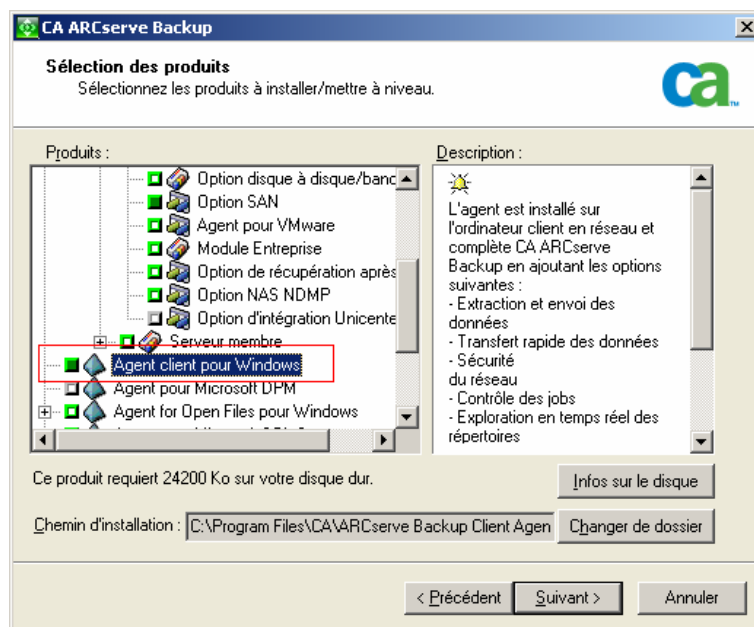 CA ARCserve Backup
Sélection des produits
Sélectionnez les produits à installer/mettre à niveau.
ca
Produits :
Option disque à disque/banc
Option SAN
Agent pour VMware
Module Entreprise
Option de récupération après
Option NAS NDMP
Option d'intégration Unicente
Serveur membre
Agent client pour Windows
Agent pour Microsoft DPM
Agent for Open Files pour Windows
Description :
L'agent est installé sur
l'ordinateur client en réseau et
complète CA ARCserve
Backup en ajoutant les options
suivantes :
- Extraction et envoi des
données
- Transfert rapide des données
- Sécurité
du réseau
- Contrôle des jobs
- Exploration en temps réel des
répertoires
Ce produit requiert 24200 Ko sur votre disque dur.
Infos sur le disque
Chemin d'installation : C:\Program Files\CA\ARCserve Backup Client Agen
Changer de dossier
< Précédent
Suivant >
Annuler